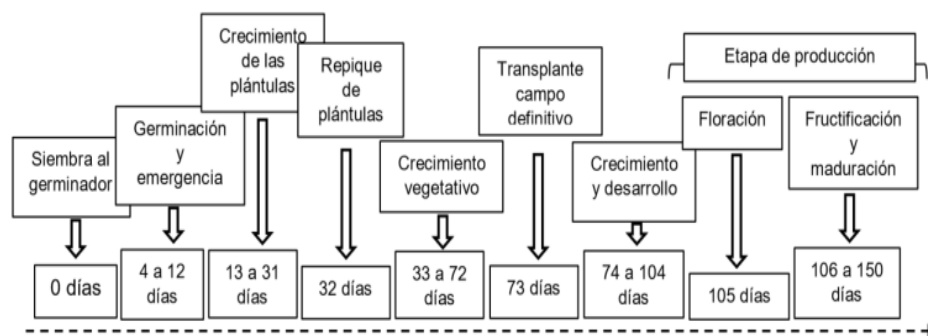 Siembra al
germinador
0 días
Germinación
y
emergencia
4 a 12
días
Crecimiento
de las
plántulas
13 a 31
días
Repique
de
plántulas
32 días
Crecimiento
vegetativo
33 a 72
días
Transplante
campo
definitivo
73 días
Crecimiento
y desarrollo
74 a 104
días
Etapa de producción
Floración
105 días
Fructificación
y
maduración
106 a 150
días